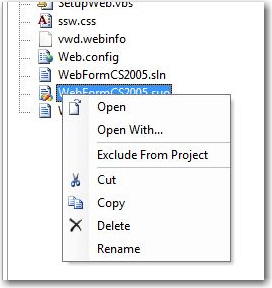 SetupWeb.vbs
ssw.css
vwd.webinfo
Web.config
WebFormCS2005.sln
WebFormCS2005.suo
Open
Open With...
Exclude From Project
Cut
Copy
Delete
Rename